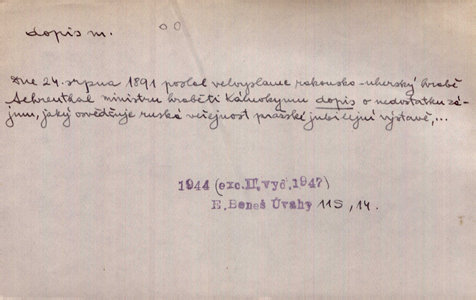 dopis m.
Dne 24. srpna 1891 poslal velvyslanec rakousko-uherský hrabě
Aehrenthal ministru hraběti Kálnokymu dopis o nedostatku zá-
jmu, jaký osvědčuje ruská veřejnost pražské jubilejní výstavě,...
1944 (exc. II. vyd. 1947)
E. Beneš Úvahy 115, 14.